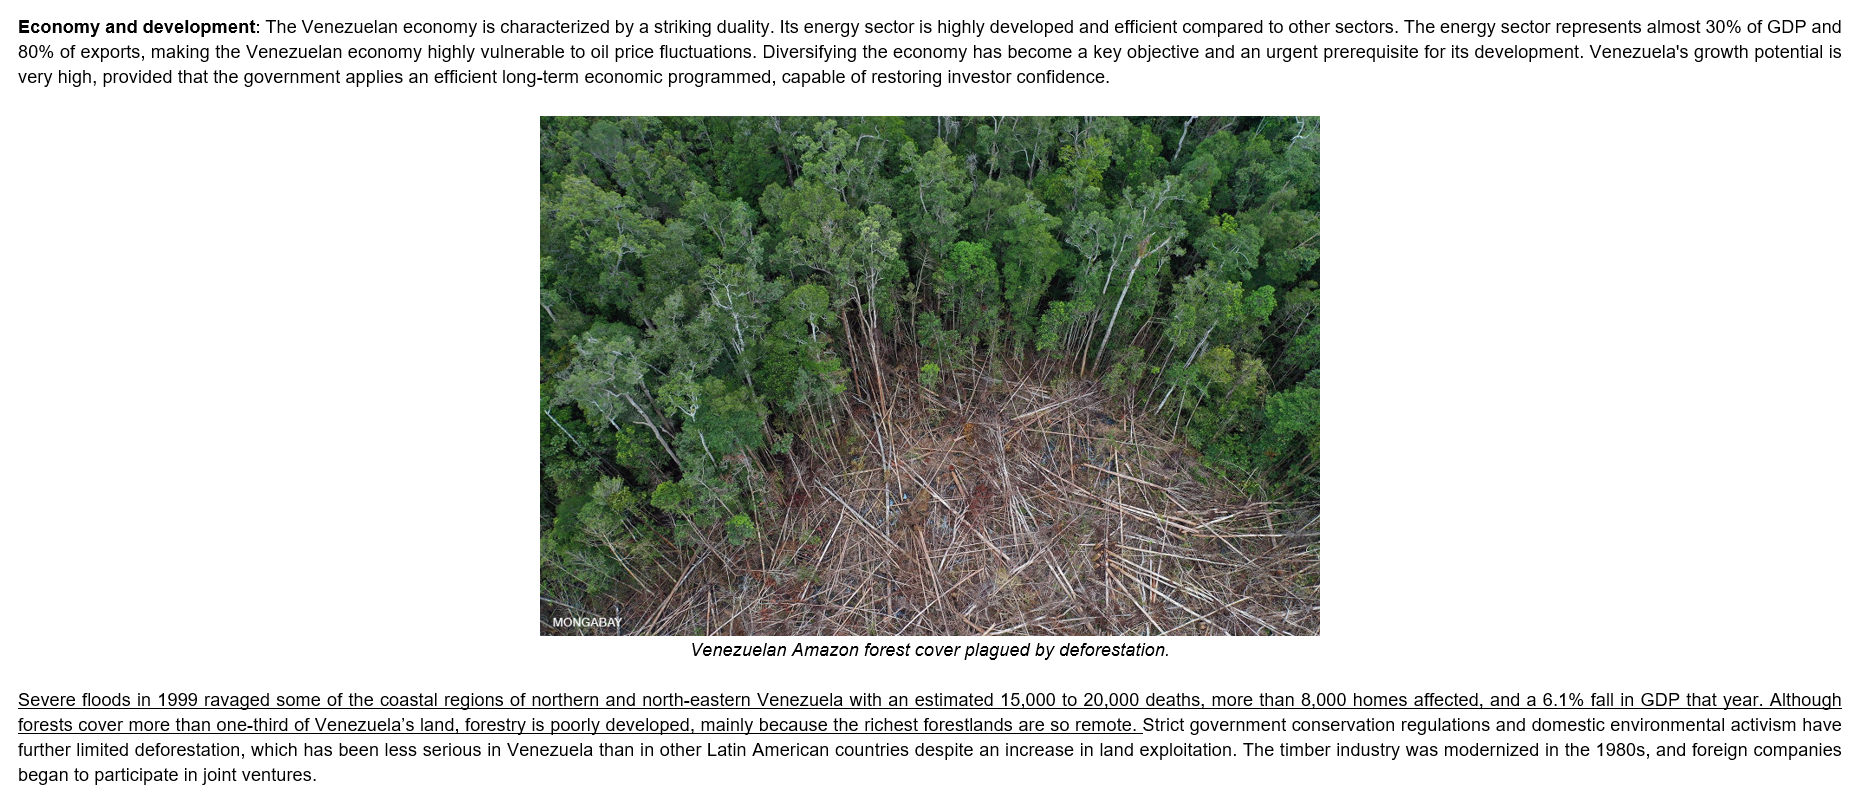 Economy and development: The Venezuelan economy is characterized by a striking duality. Its energy sector is highly developed and efficient compared to other sectors. The energy sector represents almost 30% of GDP and
80% of exports, making the Venezuelan economy highly vulnerable to oil price fluctuations. Diversifying the economy has become a key objective and an urgent prerequisite for its development. Venezuela's growth potential is
very high, provided that the government applies an efficient long-term economic programmed, capable of restoring investor confidence.
MONGABAY
Venezuelan Amazon forest cover plagued by deforestation.
Severe floods in 1999 ravaged some of the coastal regions of northern and north-eastern Venezuela with an estimated 15,000 to 20,000 deaths, more than 8,000 homes affected, and a 6.1% fall in GDP that year. Although
forests cover more than one-third of Venezuela’s land, forestry is poorly developed, mainly because the richest forestlands are so remote. Strict government conservation regulations and domestic environmental activism have
further limited deforestation, which has been less serious in Venezuela than in other Latin American countries despite an increase in land exploitation. The timber industry was modernized in the 1980s, and foreign companies
began to participate in joint ventures.